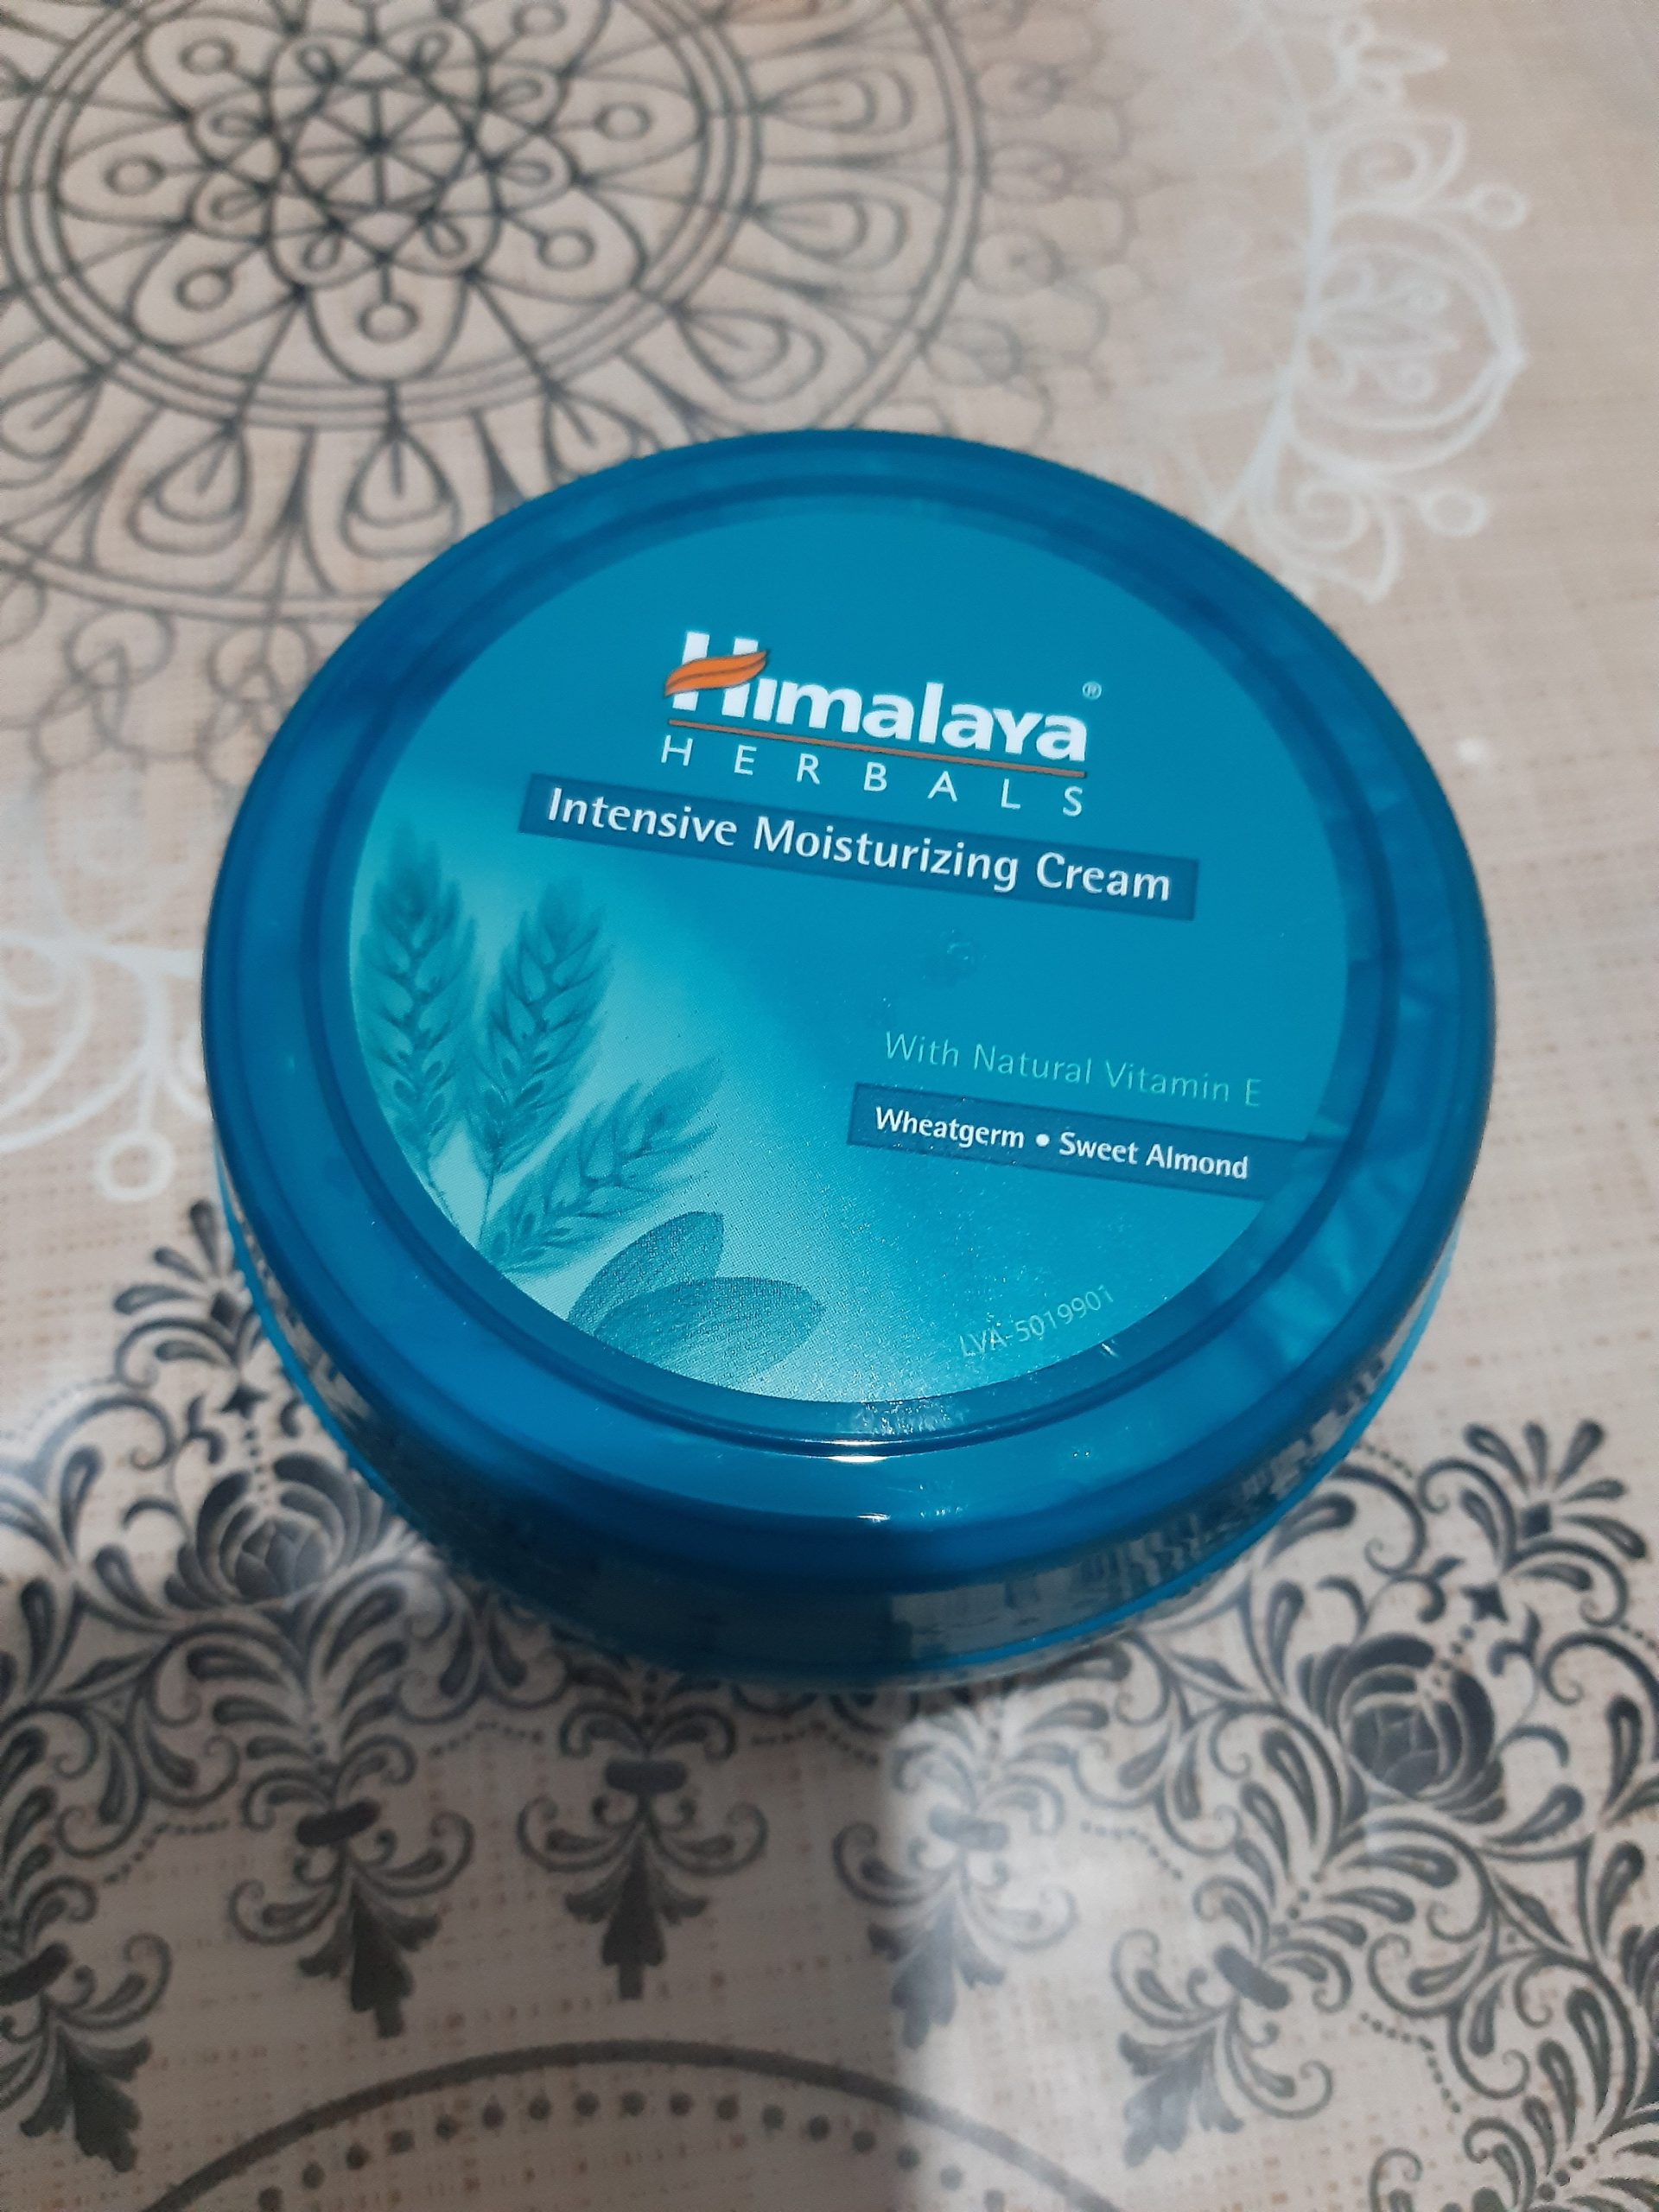 Himalaya®
HERBALS
Intensive Moisturizing Cream
With Natural Vitamin E
Wheatgerm • Sweet Almond
LVA-5019901